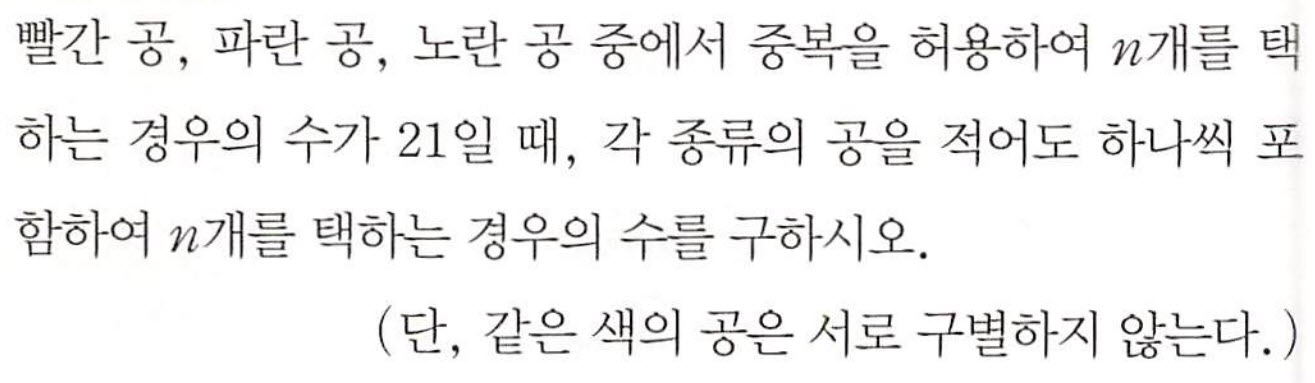 빨간 공, 파란 공, 노란 공 중에서 중복을 허용하여 n개를 택
하는 경우의 수가 21일 때, 각 종류의 공을 적어도 하나씩 포
함하여 n개를 택하는 경우의 수를 구하시오.
(단, 같은 색의 공은 서로 구별하지 않는다.)